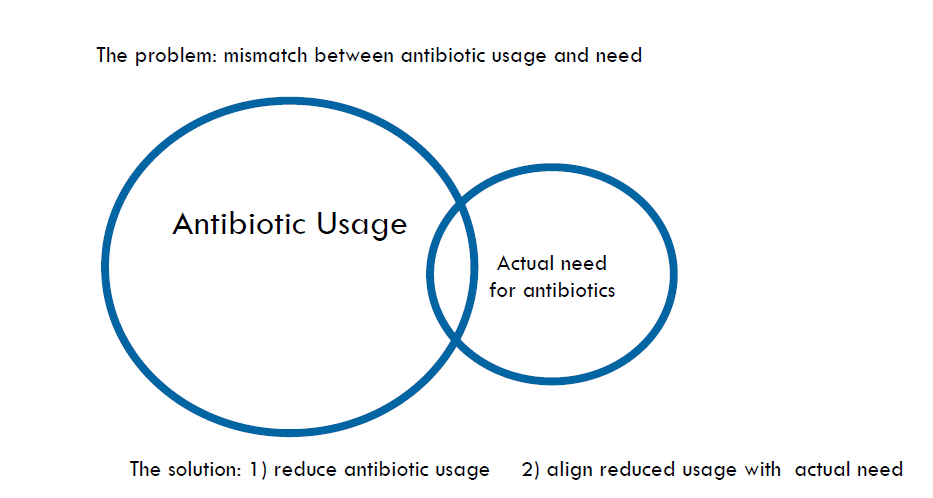 The problem: mismatch between antibiotic usage and need
Antibiotic Usage
Actual need
for antibiotics
The solution: 1) reduce antibiotic usage 2) align reduced usage with actual need